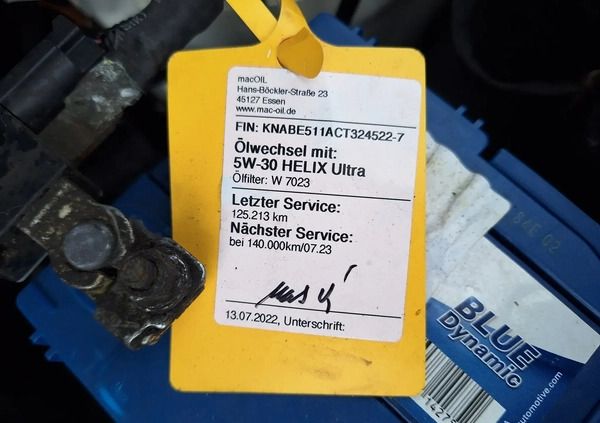 macOIL
Hans-Böckler-Straße 23
45127 Essen
www.mac-oil.de
FIN: KNABE511ACT324522-7
Ölwechsel mit:
5W-30 HELIX Ultra
Ölfilter: W 7023
Letzter Service:
125.213 km
Nächster Service:
bei 140.000km/07.23
13.07.2022, Unterschrift:
BLUE
Dynamic